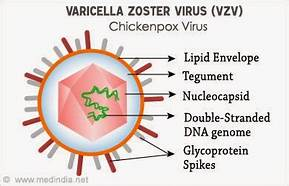 VARICELLA ZOSTER VIRUS (VZV)
Chickenpox Virus
Lipid Envelope
Tegument
Nucleocapsid
Double-Stranded
DNA genome
Glycoprotein
Spikes
© www.medindia.net